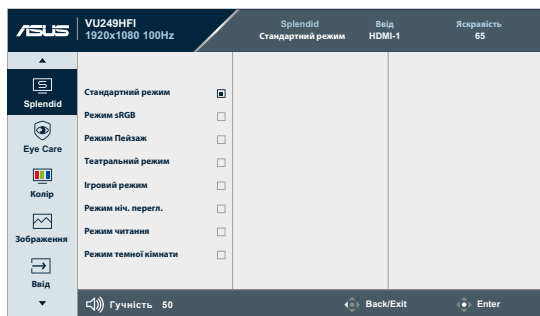 ASUS
VU249HFI
1920x1080 100Hz
Splendid
Стандартний режим
Ввід
HDMI-1
Яскравість
65
Splendid
Eye Care
Колір
Зображення
Ввід
Стандартний режим
Режим sRGB
Режим Пейзаж
Театральний режим
Ігровий режим
Режим ніч. перегл.
Режим читання
Режим темної кімнати
Гучність 50
Back/Exit
Enter